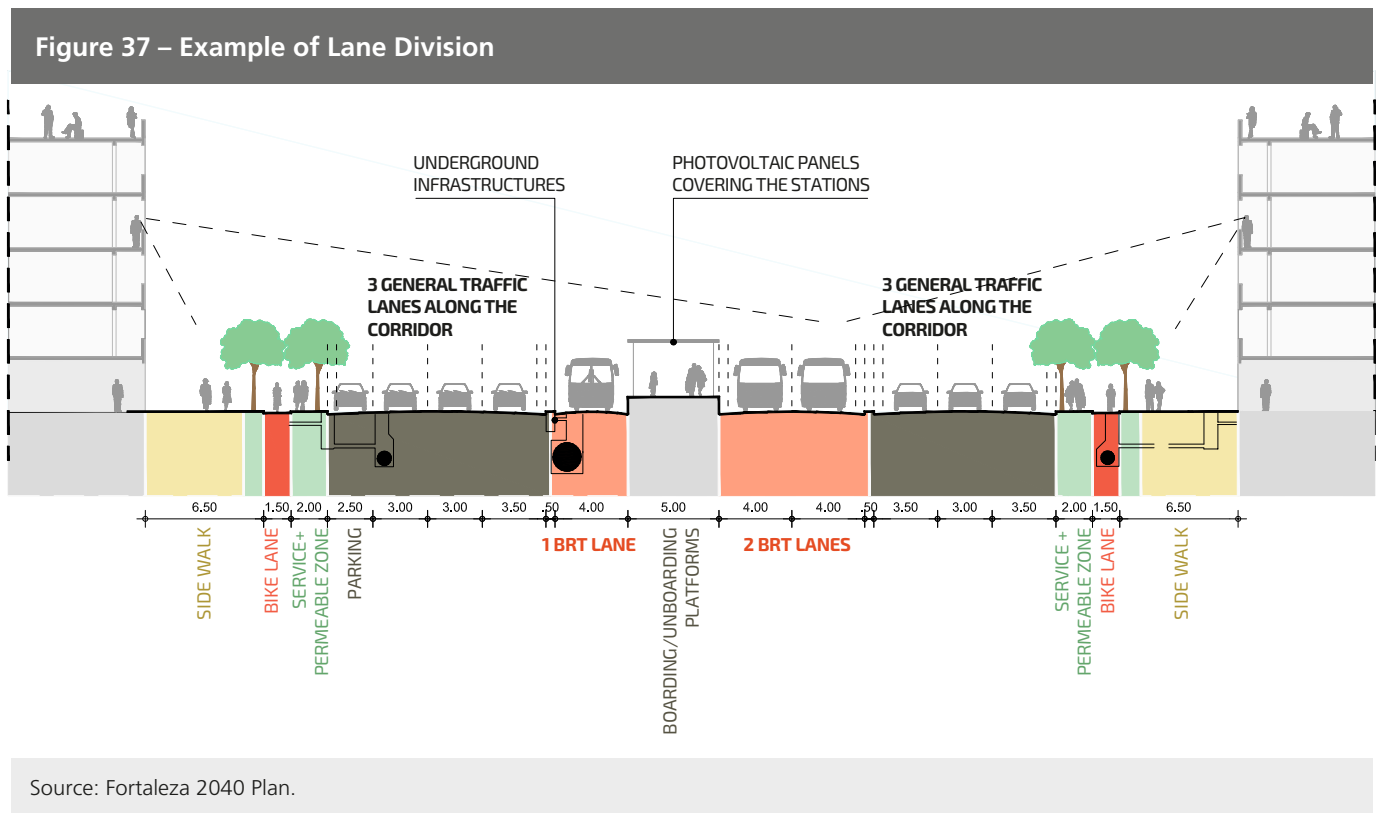 Figure 37 – Example of Lane Division
UNDERGROUND
INFRASTRUCTURES
PHOTOVOLTAIC PANELS
COVERING THE STATIONS
3 GENERAL TRAFFIC
LANES ALONG THE
CORRIDOR
3 GENERAL TRAFFIC
LANES ALONG THE
CORRIDOR
6.50 1.50 2.00 2.50 3.00 3.00 3.50 .50 4.00 5.00 4.00 4.00 .50 3.50 3.00 3.00 2.00 1.50 6.50
1 BRT LANE
2 BRT LANES
SIDE WALK
BIKE LANE
SERVICE+
PERMEABLE ZONE
PARKING
BOARDING/UNBOARDING
PLATFORMS
SERVICE +
PERMEABLE ZONE
BIKE LANE
SIDE WALK
Source: Fortaleza 2040 Plan.